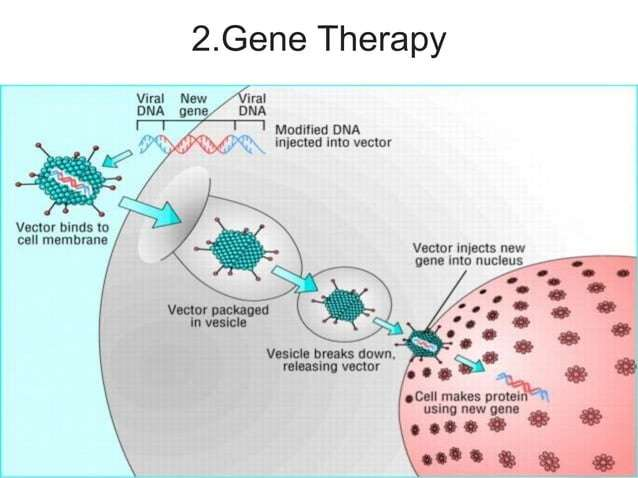 2.Gene Therapy
Viral New Viral
DNA gene DNA
Modified DNA
injected into vector
Vector binds to
cell membrane
Vector packaged
in vesicle
Vesicle breaks down,
releasing vector
Vector injects new
gene into nucleus
Cell makes protein
using new gene